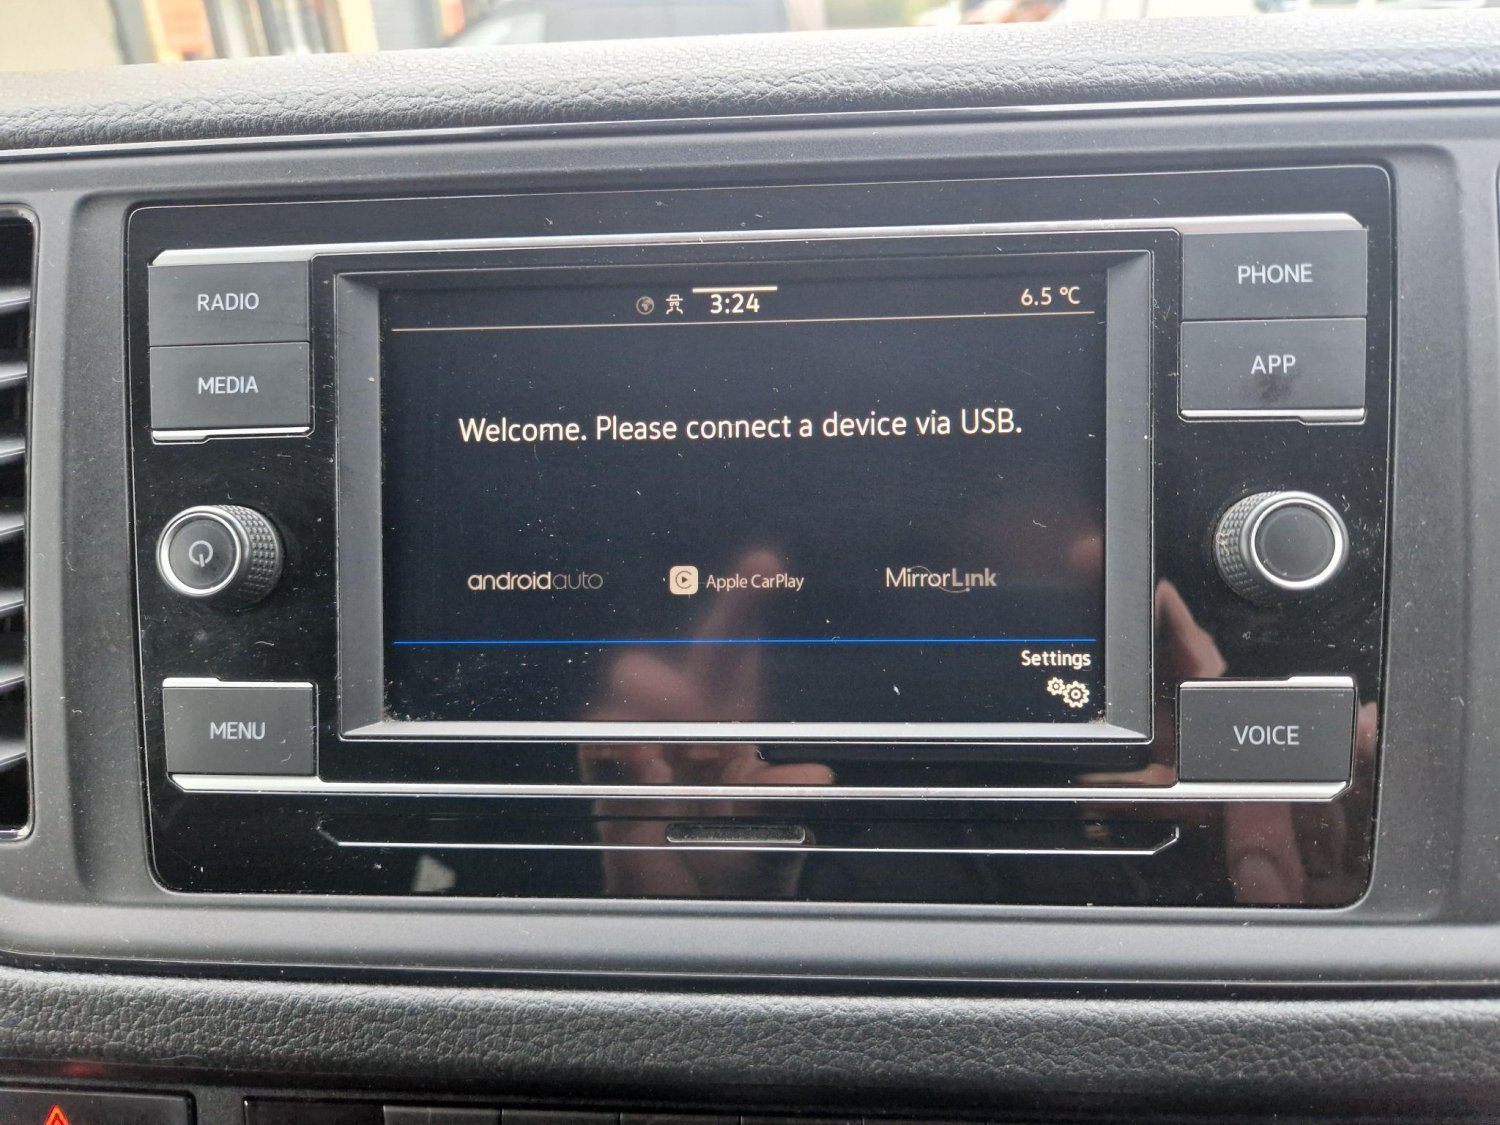 RADIO
MEDIA
MENU
3:24
6.5 °C
Welcome. Please connect a device via USB.
androidauto
Apple CarPlay
MirrorLink
Settings
PHONE
APP
VOICE